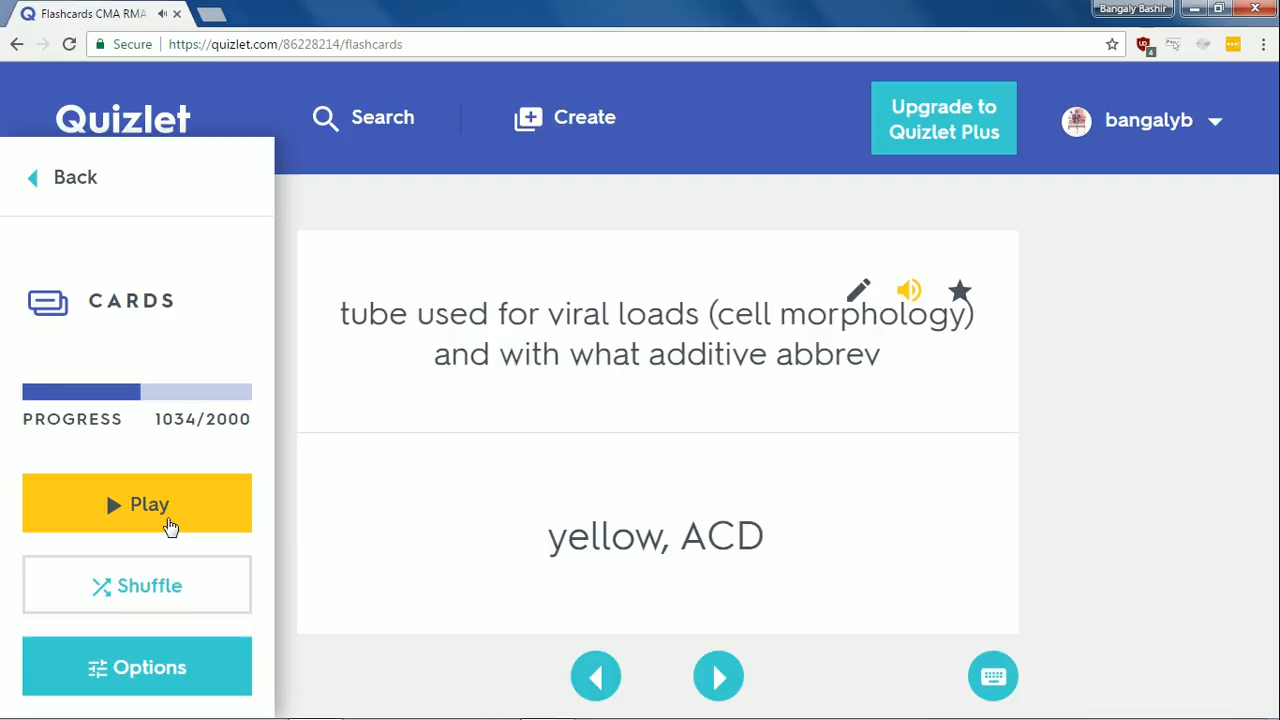 Flashcards CMA RMA
Bangaly Bashir
Secure
https://quizlet.com/86228214/flashcards
4
Quizlet
Search
Create
Upgrade to
Quizlet Plus
bangalyb
Back
CARDS
PROGRESS 1034/2000
Play
Shuffle
Options
tube used for viral loads (cell morphology)
and with what additive abbrev
yellow, ACD